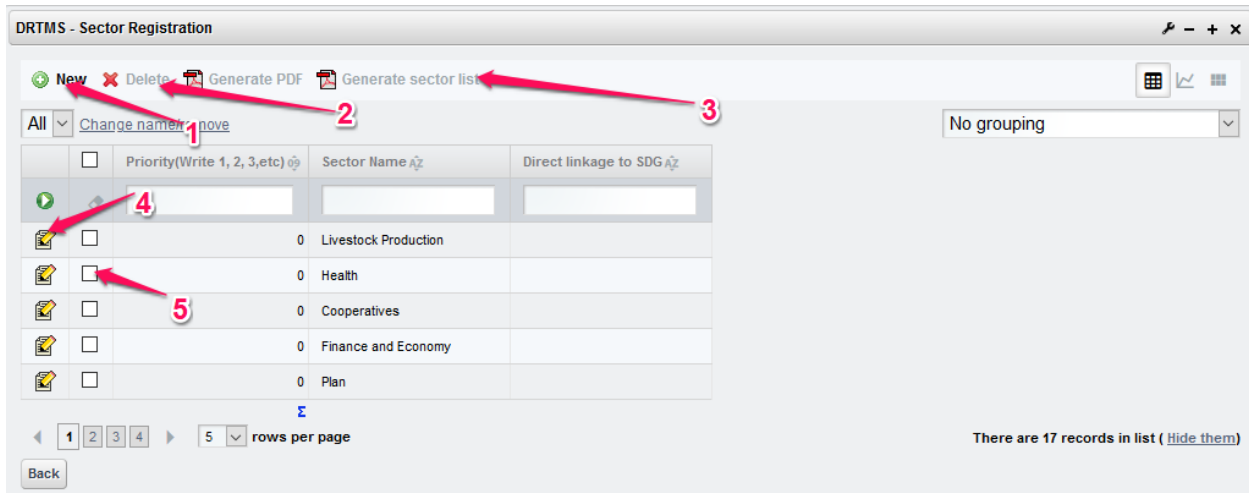 DRTMS - Sector Registration
New Delete Generate PDF Generate sector list
1 2 3
All Change name/remove No grouping
Priority(Write 1, 2, 3,etc) Sector Name Direct linkage to SDG
4
0 Livestock Production
0 Health
5
0 Cooperatives
0 Finance and Economy
0 Plan
Σ
1 2 3 4 5 rows per page There are 17 records in list ( Hide them)
Back